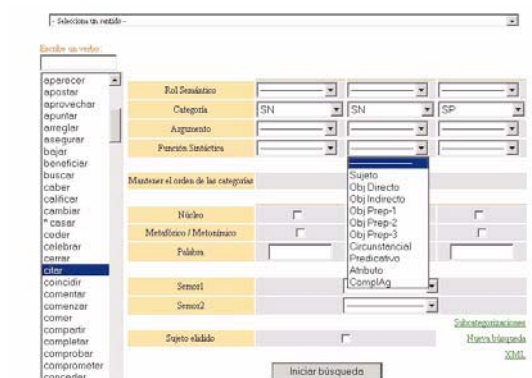 - Selecciona un sentido -
Escribe un verbo:
aparecer
apostar
aprovechar
apuntar
arreglar
asegurar
bajar
beneficiar
buscar
caber
calificar
cambiar
* casar
ceder
celebrar
cerrar
citar
coincidir
comentar
comenzar
comer
compartir
completar
comprobar
comprometer
conceder
Rol Semántico
Categoría SN SN SP
Argumento
Función Sintáctica
Sujeto
Obj Directo
Obj Indirecto
Obj Prep-1
Obj Prep-2
Obj Prep-3
Circunstancial
Predicativo
Atributo
ComplAg
Mantener el orden de las categorías
Núcleo
Metafórico / Metonímico
Palabra
Semor1
Semor2
Sujeto elidido
Subcategorizaciones
Nueva búsqueda
XML
Iniciar búsqueda